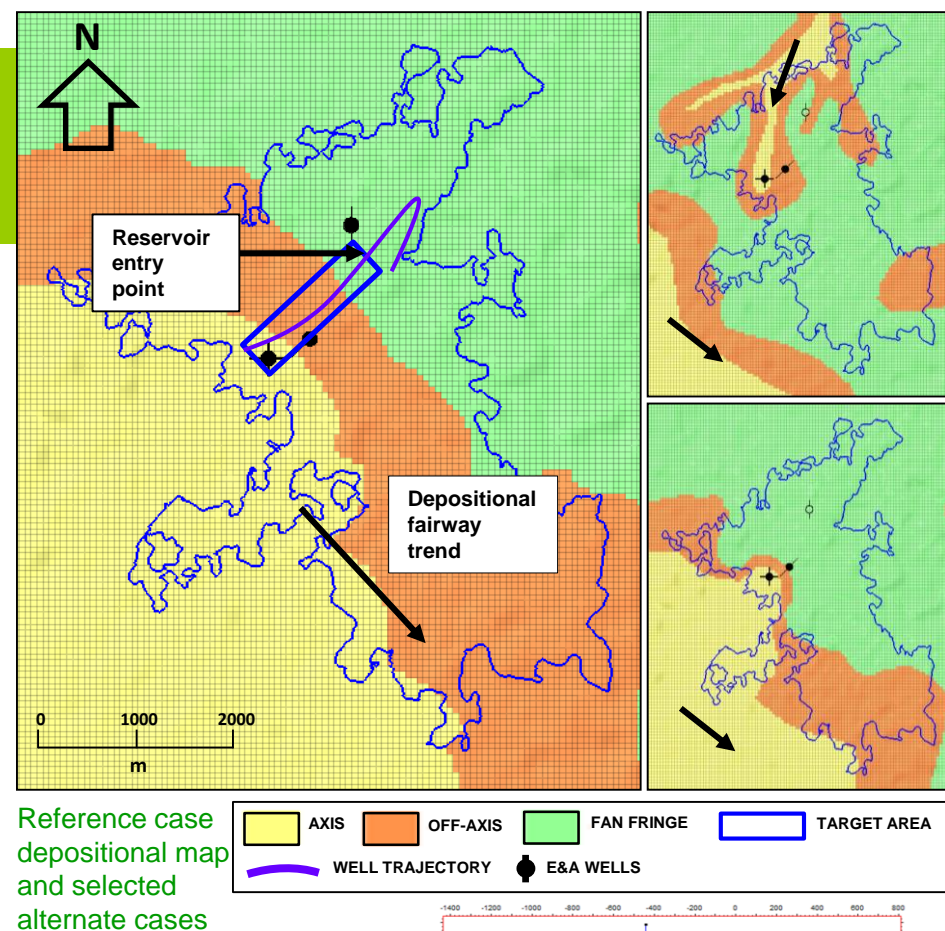 N
Reservoir
entry
point
Depositional
fairway
trend
0 1000 2000
m
Reference case
depositional map
and selected
alternate cases
AXIS OFF-AXIS FAN FRINGE TARGET AREA
WELL TRAJECTORY E&A WELLS
-1400 -1200 -1000 -800 -600 -400 -200 0 200 400 600 800